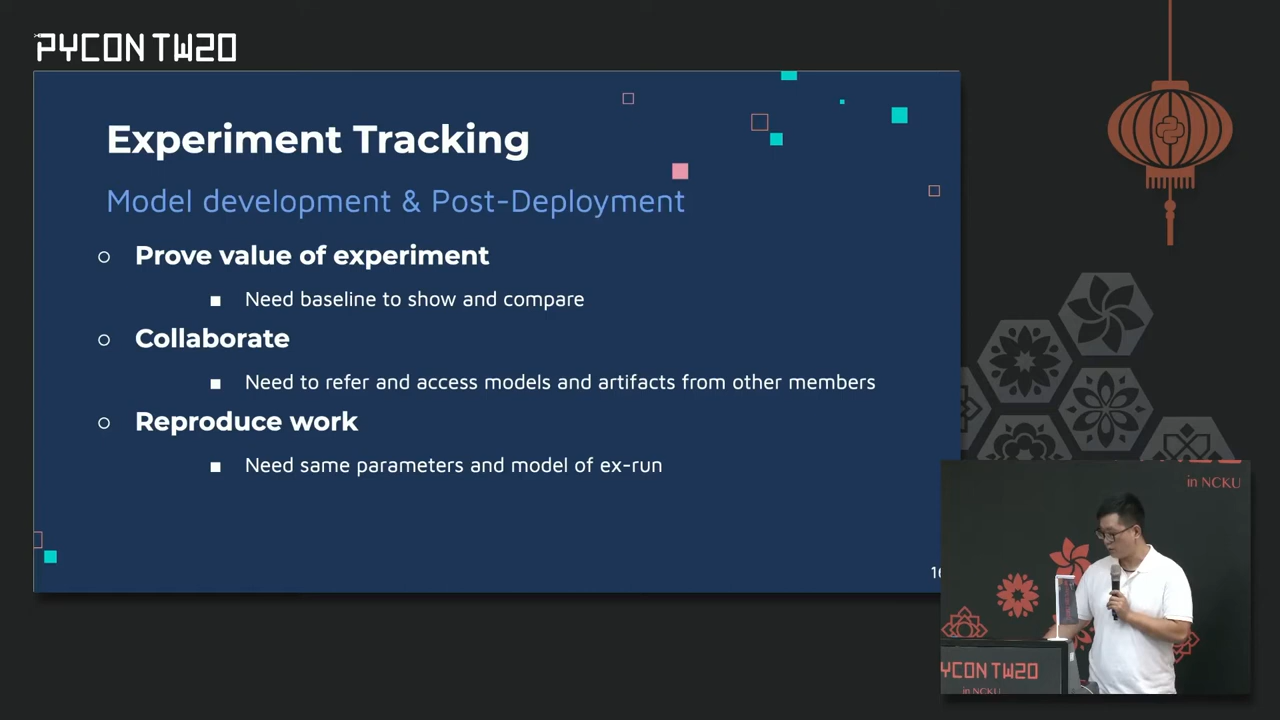 PYCON TW20
Experiment Tracking
Model development & Post-Deployment
Prove value of experiment
Need baseline to show and compare
Collaborate
Need to refer and access models and artifacts from other members
Reproduce work
Need same parameters and model of ex-run
in NCKU
PYCON TW20
in NCKU